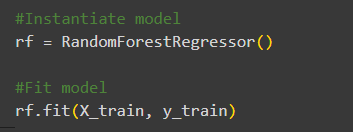 #Instantiate model
rf = RandomForestRegressor()
#Fit model
rf.fit(X_train, y_train)